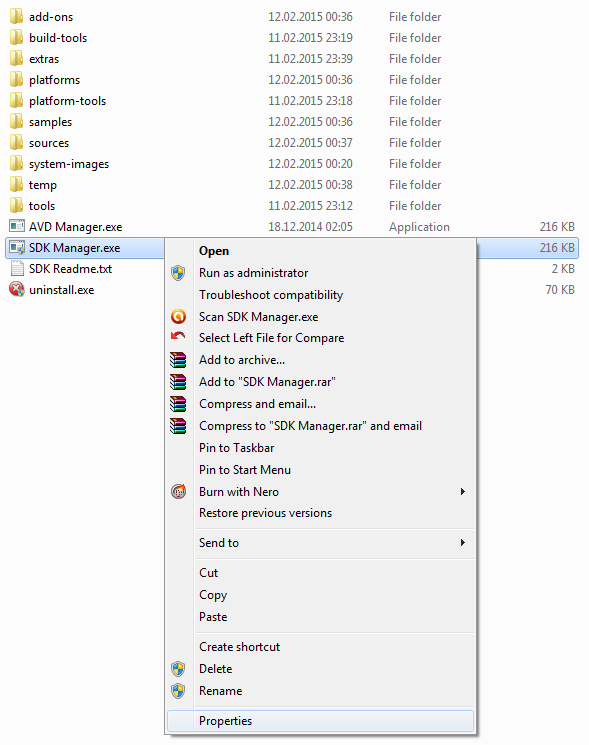 add-ons 12.02.2015 00:36 File folder
build-tools 11.02.2015 23:19 File folder
extras 11.02.2015 23:39 File folder
platforms 12.02.2015 00:36 File folder
platform-tools 11.02.2015 23:18 File folder
samples 12.02.2015 00:36 File folder
sources 12.02.2015 00:37 File folder
system-images 12.02.2015 00:20 File folder
temp 12.02.2015 00:38 File folder
tools 11.02.2015 23:12 File folder
AVD Manager.exe 18.12.2014 02:05 Application 216 KB
SDK Manager.exe 216 KB
SDK Readme.txt 2 KB
uninstall.exe 70 KB
Open
Run as administrator
Troubleshoot compatibility
Scan SDK Manager.exe
Select Left File for Compare
Add to archive...
Add to "SDK Manager.rar"
Compress and email...
Compress to "SDK Manager.rar" and email
Pin to Taskbar
Pin to Start Menu
Burn with Nero
Restore previous versions
Send to
Cut
Copy
Paste
Create shortcut
Delete
Rename
Properties